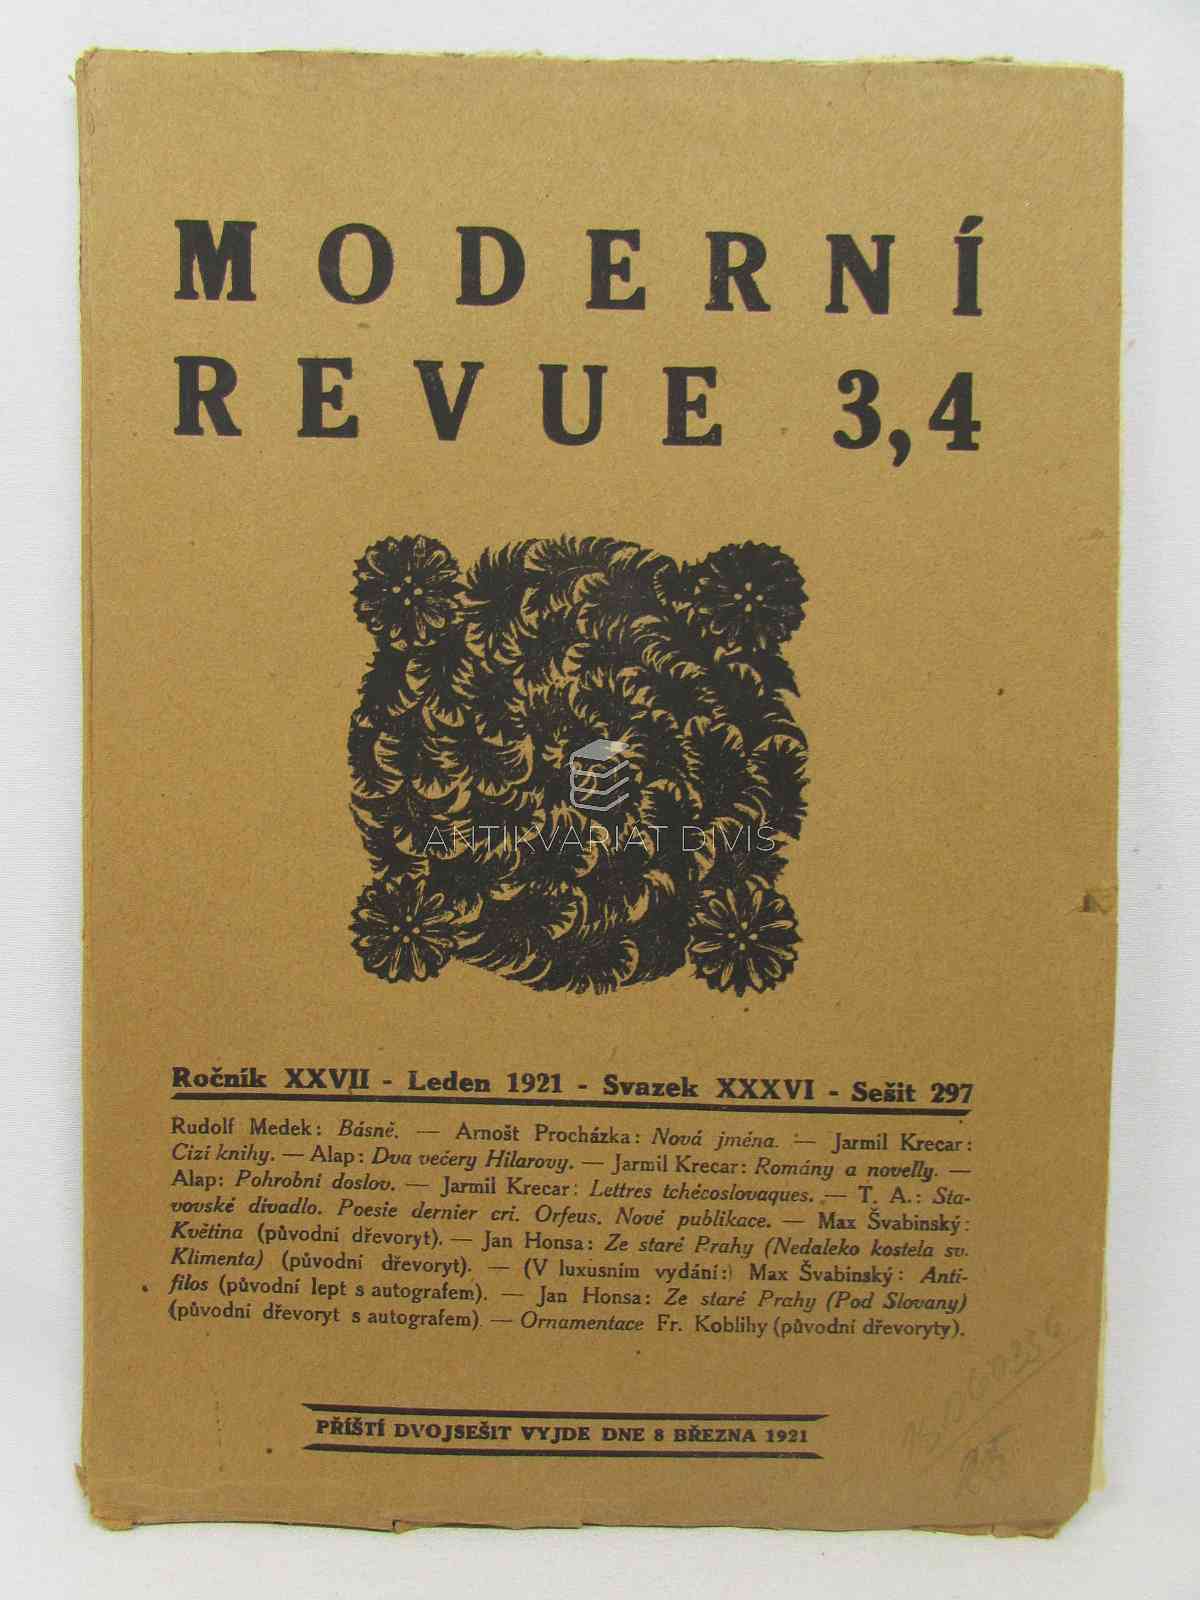 MODERNÍ
REVUE 3,4
ANTIKVARIÁT DIVIŠ
Ročník XXVII - Leden 1921 - Svazek XXXVI - Sešit 297
Rudolf Medek: Básně. — Arnošt Procházka: Nová jména. — Jarmil Krecar:
Cizí knihy. — Alap: Dva večery Hilarovy. — Jarmil Krecar: Romány a novelly. —
Alap: Pohrobní doslov. — Jarmil Krecar: Lettres tchécoslovaques. — T. A.: Sta-
vovské divadlo. Poesie dernier cri. Orfeus. Nové publikace. — Max Švabinský:
Květina (původní dřevoryt). — Jan Honsa: Ze staré Prahy (Nedaleko kostela sv.
Klimenta) (původní dřevoryt). — (V luxusním vydání:) Max Švabinský: Anti-
filos (původní lept s autografem). — Jan Honsa: Ze staré Prahy (Pod Slovany)
(původní dřevoryt s autografem) — Ornamentace Fr. Koblihy (původní dřevoryty).
PŘÍŠTÍ DVOJSEŠIT VYJDE DNE 8 BŘEZNA 1921